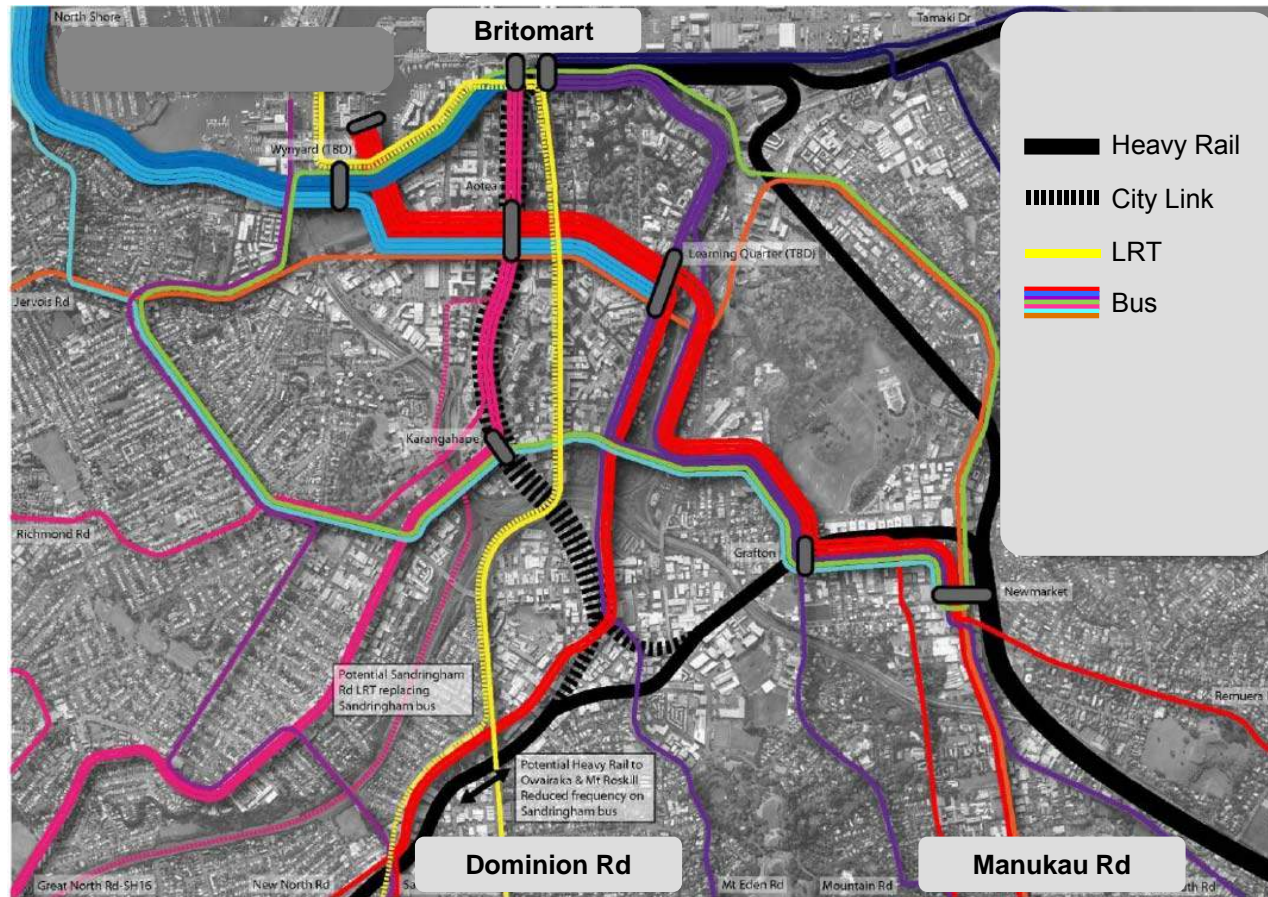 North Shore
Britomart
Tamaki Dr
Heavy Rail
City Link
LRT
Bus
Wynyard (TBD)
Aotea
Learning Quarter (TBD)
Jervois Rd
Karangahape
Richmond Rd
Grafton
Newmarket
Potential Sandringham
Rd LRT replacing
Sandringham bus
Remuera
Potential Heavy Rail to
Owairaka & Mt Roskill
Reduced frequency on
Sandringham bus
Dominion Rd
Manukau Rd
Great North Rd-SH16
New North Rd
Mt Eden Rd
Mountain Rd
Rd